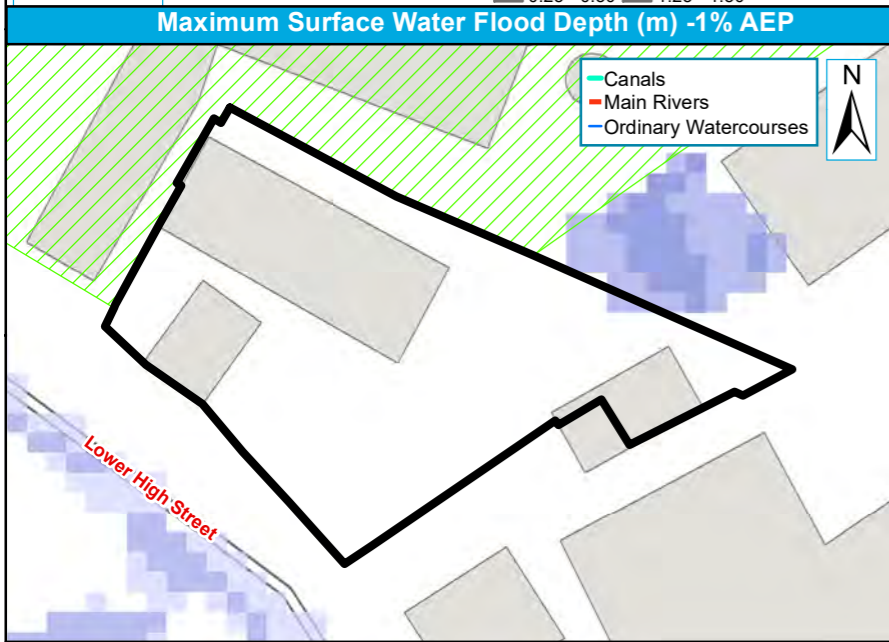 Maximum Surface Water Flood Depth (m) -1% AEP
Canals
Main Rivers
Ordinary Watercourses
N
Lower High Street